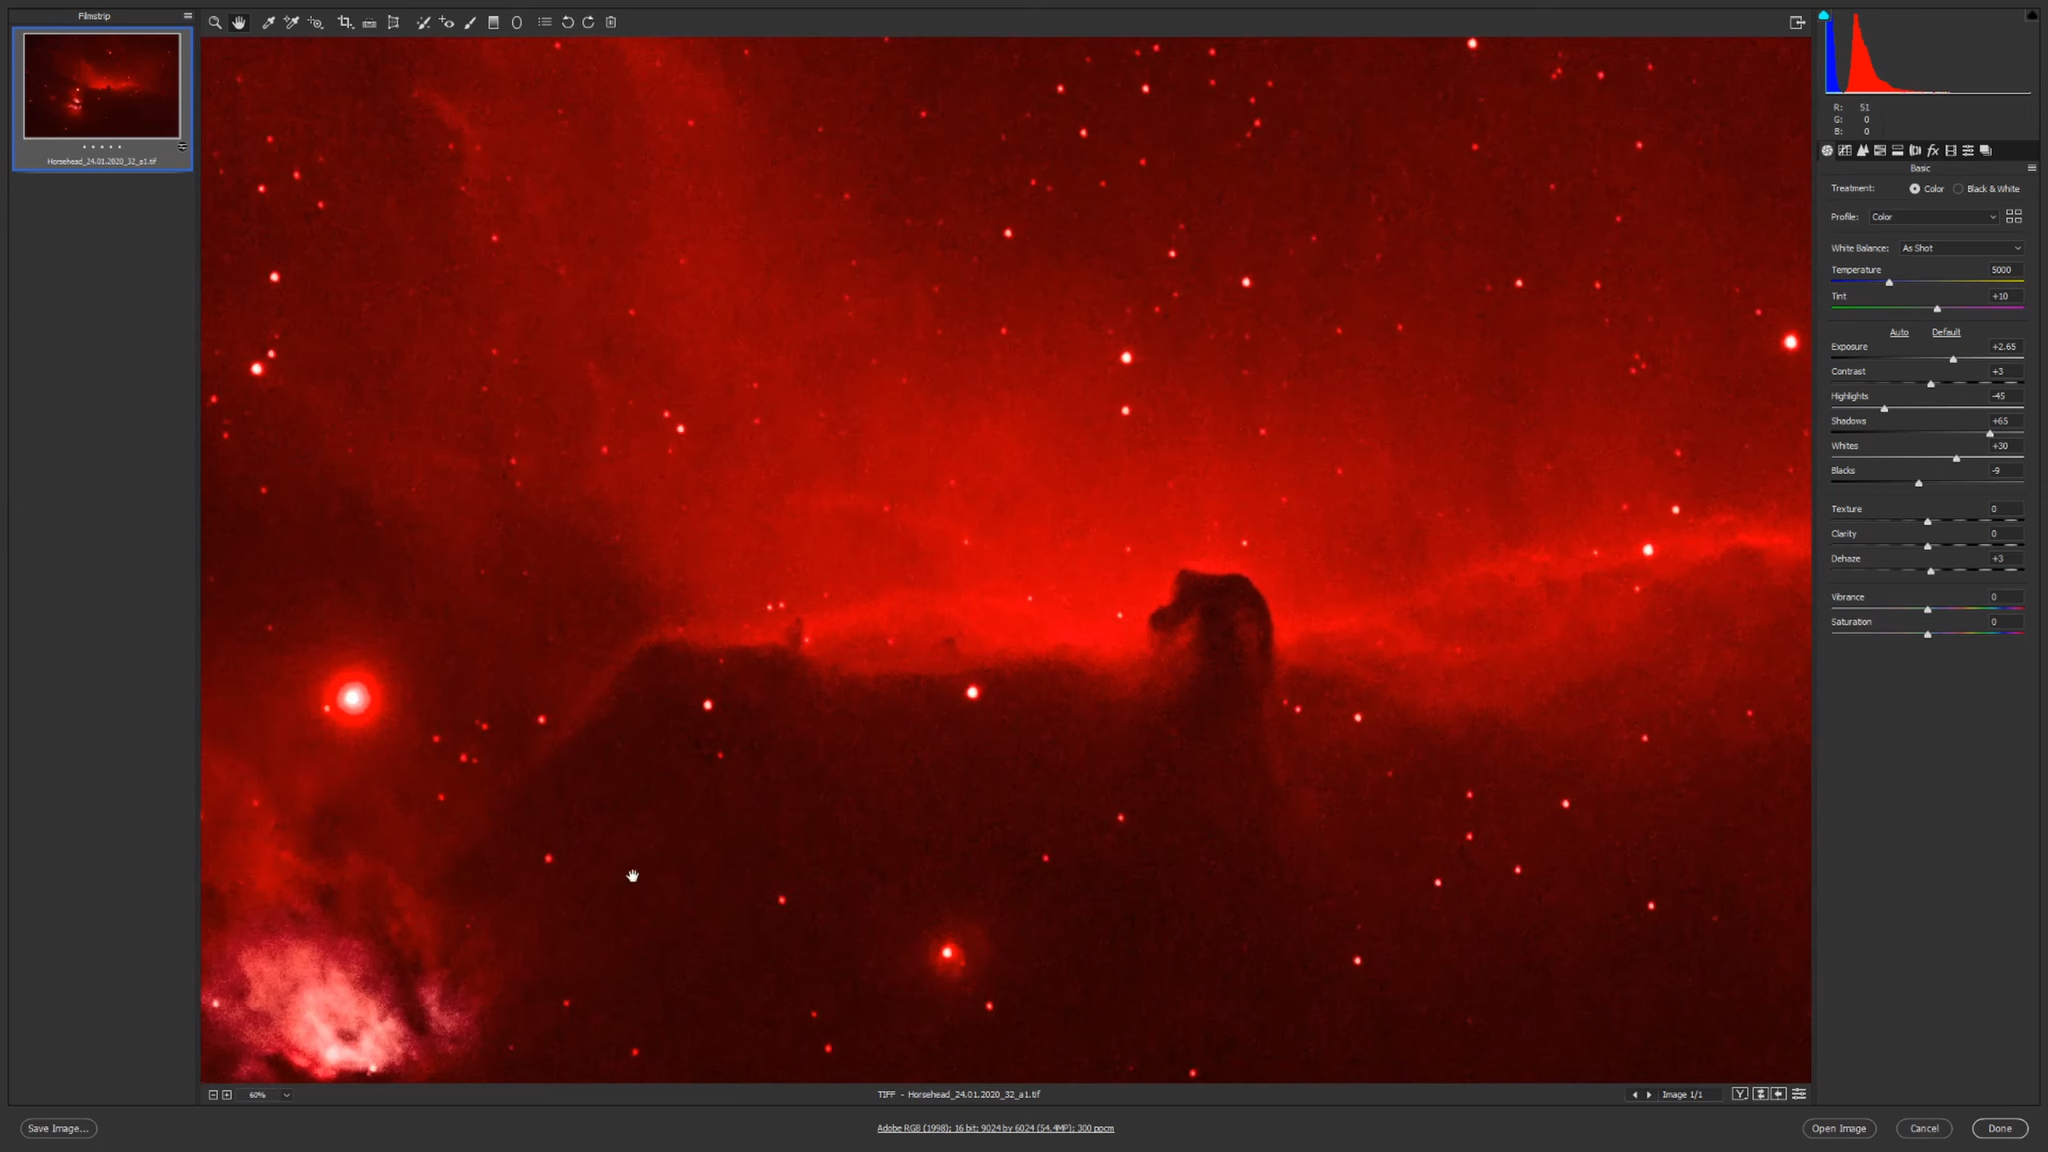 Filmstrip
Horsehead_24.01.2020_32_a1.tif
R: 51
G: 0
B: 0
fx
Basic
Treatment: Color Black & White
Profile: Color
White Balance: As Shot
Temperature 5000
Tint +10
Auto Default
Exposure +2.65
Contrast +3
Highlights -45
Shadows +65
Whites +30
Blacks -9
Texture 0
Clarity 0
Dehaze +3
Vibrance 0
Saturation 0
60%
TIFF - Horsehead_24.01.2020_32_a1.tif
Image 1/1
Y
Save Image...
Adobe RGB (1998); 16 bit; 9024 by 6024 (54.4MP); 300 ppcm
Open Image
Cancel
Done